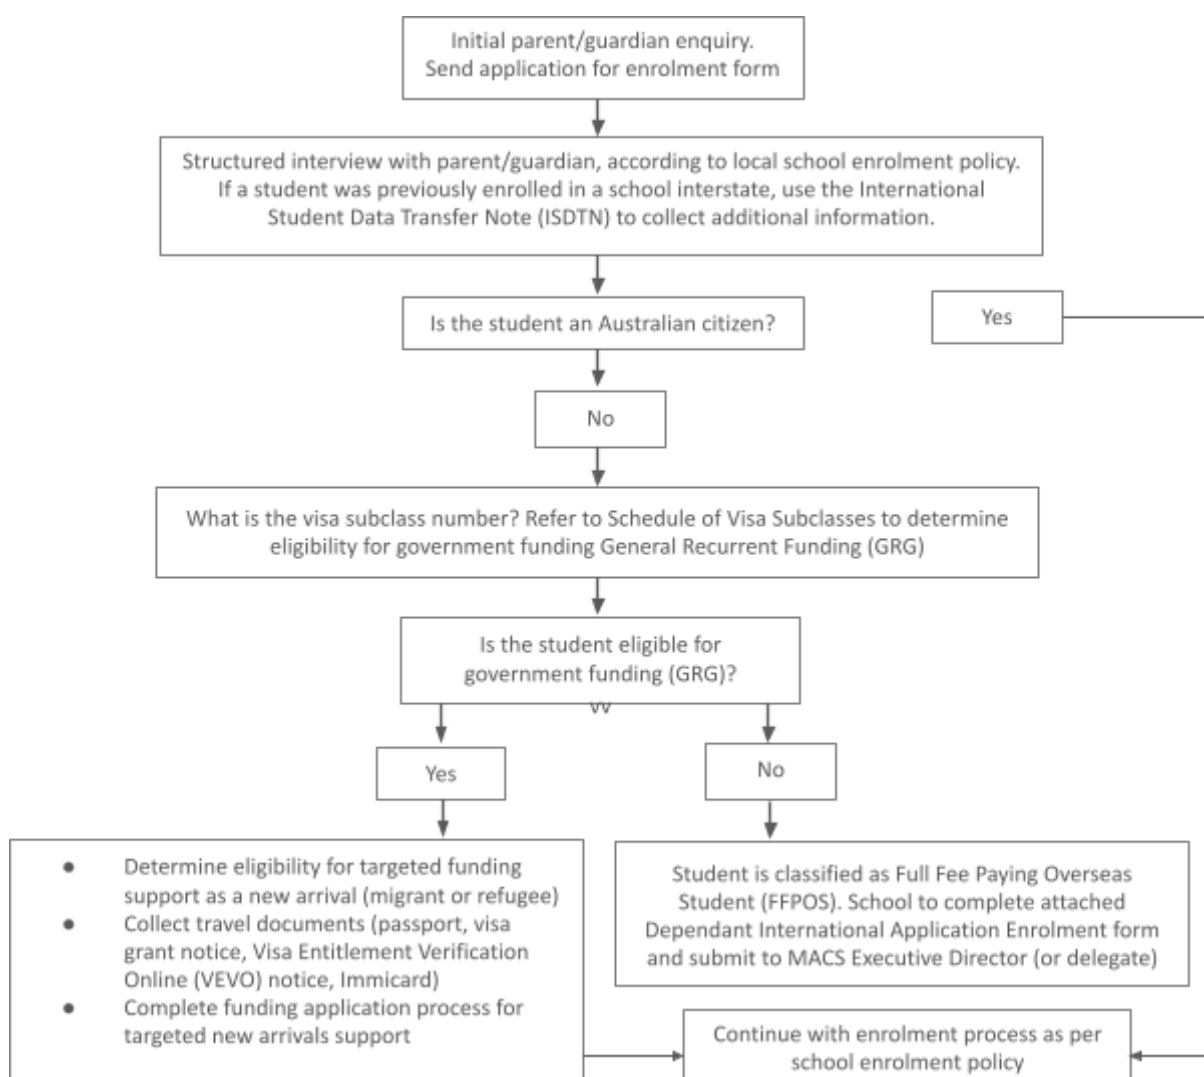 Initial parent/guardian enquiry.
Send application for enrolment form
Structured interview with parent/guardian, according to local school enrolment policy.
If a student was previously enrolled in a school interstate, use the International
Student Data Transfer Note (ISDTN) to collect additional information.
Is the student an Australian citizen?
Yes
No
What is the visa subclass number? Refer to Schedule of Visa Subclasses to determine
eligibility for government funding General Recurrent Funding (GRG)
Is the student eligible for
government funding (GRG)?
Yes
No
● Determine eligibility for targeted funding
support as a new arrival (migrant or refugee)
● Collect travel documents (passport, visa
grant notice, Visa Entitlement Verification
Online (VEVO) notice, Immicard)
● Complete funding application process for
targeted new arrivals support
Student is classified as Full Fee Paying Overseas
Student (FFPOS). School to complete attached
Dependant International Application Enrolment form
and submit to MACS Executive Director (or delegate)
Continue with enrolment process as per
school enrolment policy